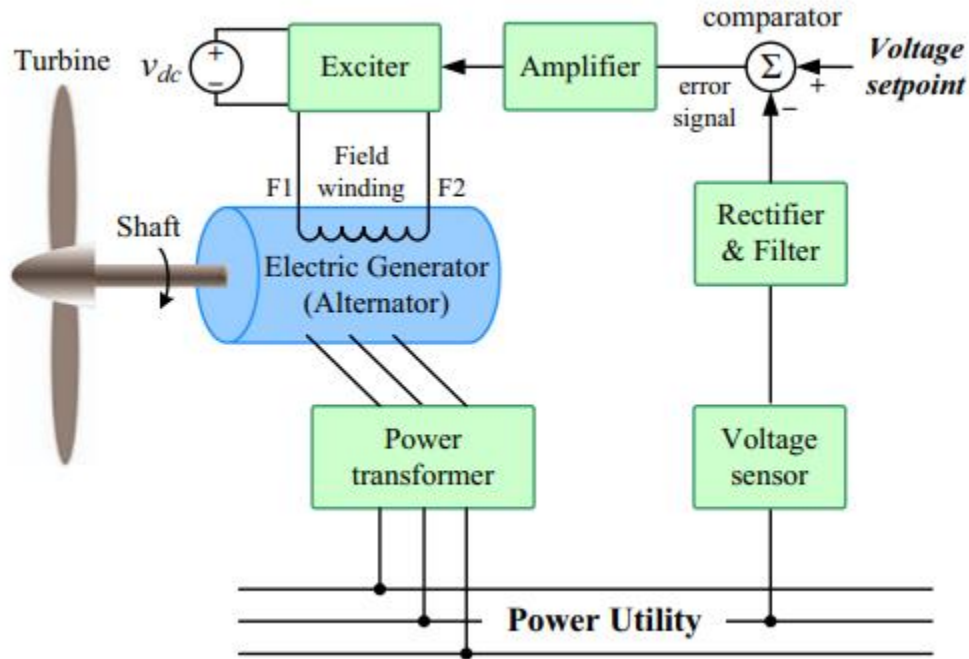 comparator
Turbine
v_dc
+
−
Exciter
Amplifier
Σ
+
−
Voltage
setpoint
error
signal
F1
Field
winding
F2
Shaft
Rectifier
& Filter
Electric Generator
(Alternator)
Power
transformer
Voltage
sensor
Power Utility